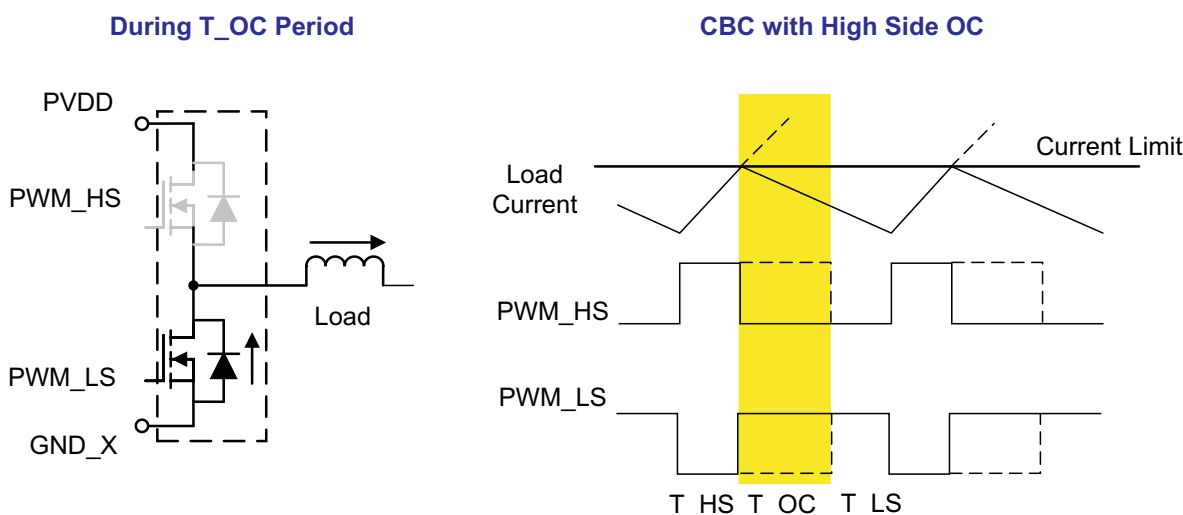 During T_OC Period
CBC with High Side OC
PVDD
PWM_HS
Load
PWM_LS
GND_X
Current Limit
Load
Current
PWM_HS
PWM_LS
T HS T OC T LS